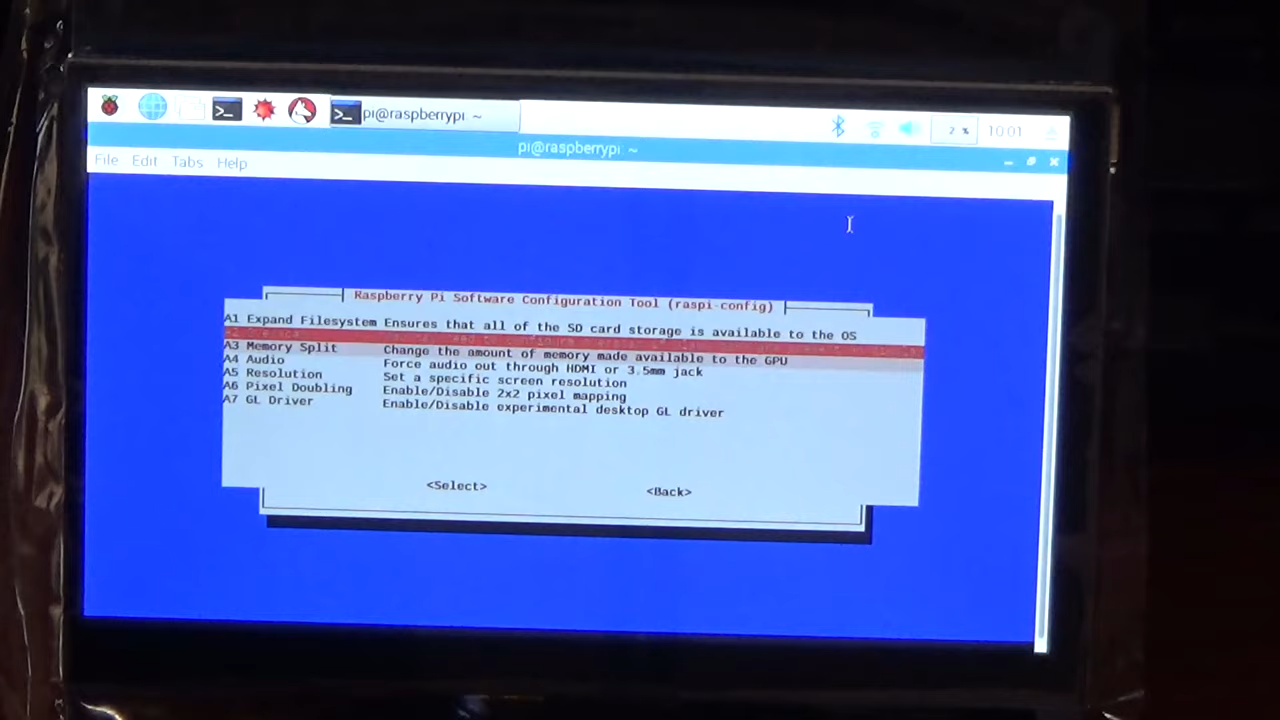 pi@raspberrypi: ~
2 %
10:01
pi@raspberrypi: ~
File Edit Tabs Help
Raspberry Pi Software Configuration Tool (raspi-config)
A1 Expand Filesystem Ensures that all of the SD card storage is available to the OS
A2
A3 Memory Split Change the amount of memory made available to the GPU
A4 Audio Force audio out through HDMI or 3.5mm jack
A5 Resolution Set a specific screen resolution
A6 Pixel Doubling Enable/Disable 2x2 pixel mapping
A7 GL Driver Enable/Disable experimental desktop GL driver
<Select> <Back>